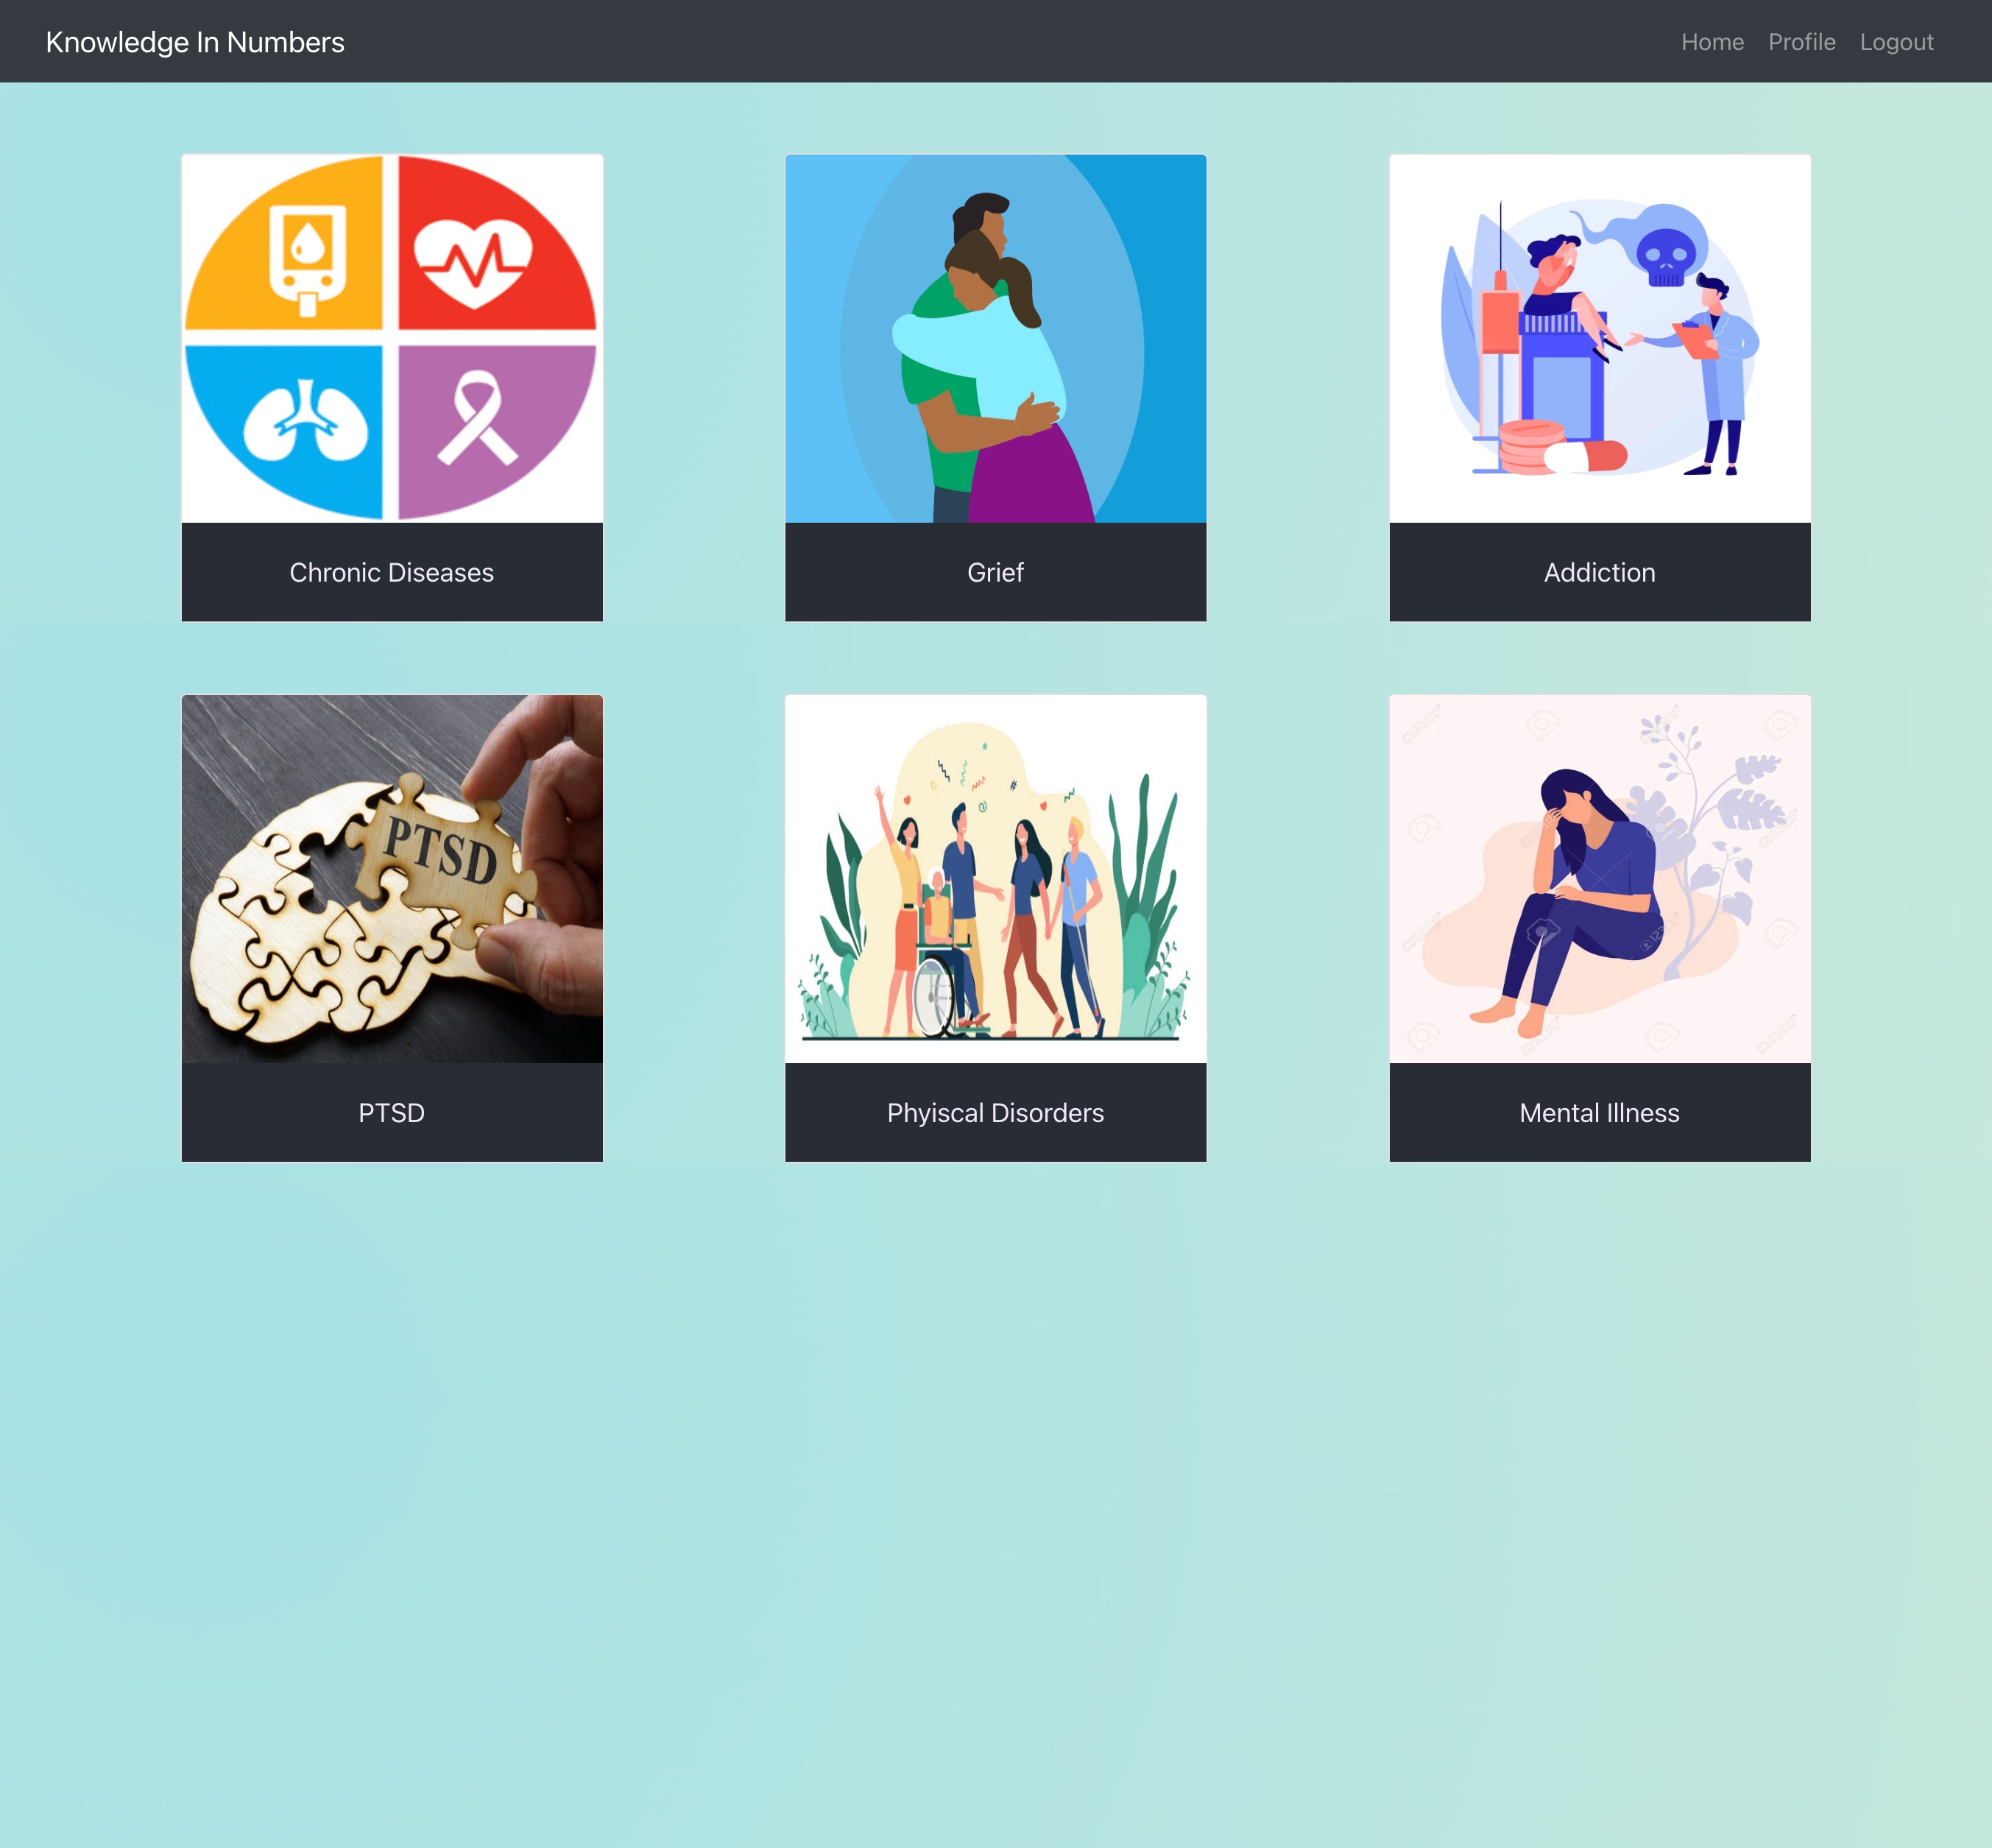 Knowledge In Numbers
Home Profile Logout
Chronic Diseases
Grief
Addiction
PTSD
PTSD
Phyiscal Disorders
Mental Illness